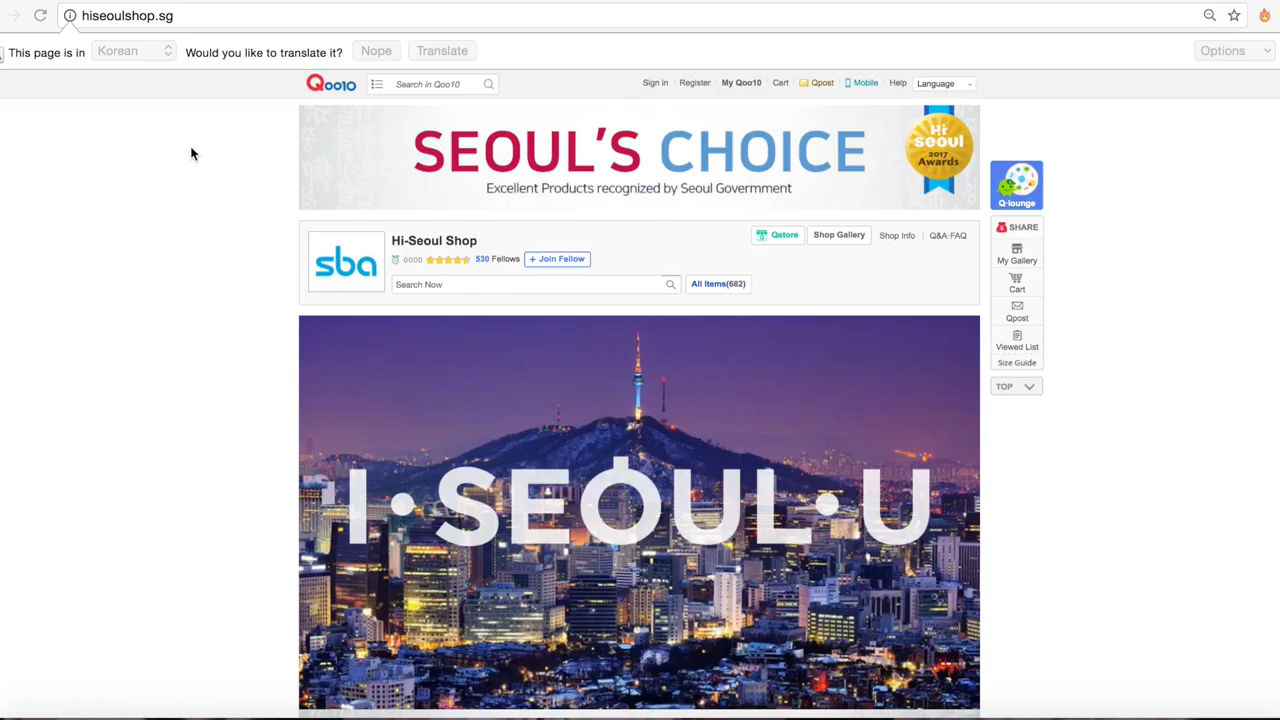 hiseoulshop.sg
This page is in Korean Would you like to translate it? Nope Translate Options
Qoo10 Search in Qoo10 Sign in Register My Qoo10 Cart Qpost Mobile Help Language
SEOUL'S CHOICE
Excellent Products recognized by Seoul Government
Hi
seoul
2017
Awards
Q·lounge
sba
Hi-Seoul Shop
GOOD 530 Fellows + Join Fellow
Qstore Shop Gallery Shop Info | Q&A·FAQ
Search Now All Items(682)
SHARE
My Gallery
Cart
Qpost
Viewed List
Size Guide
TOP
I·SEOUL·U